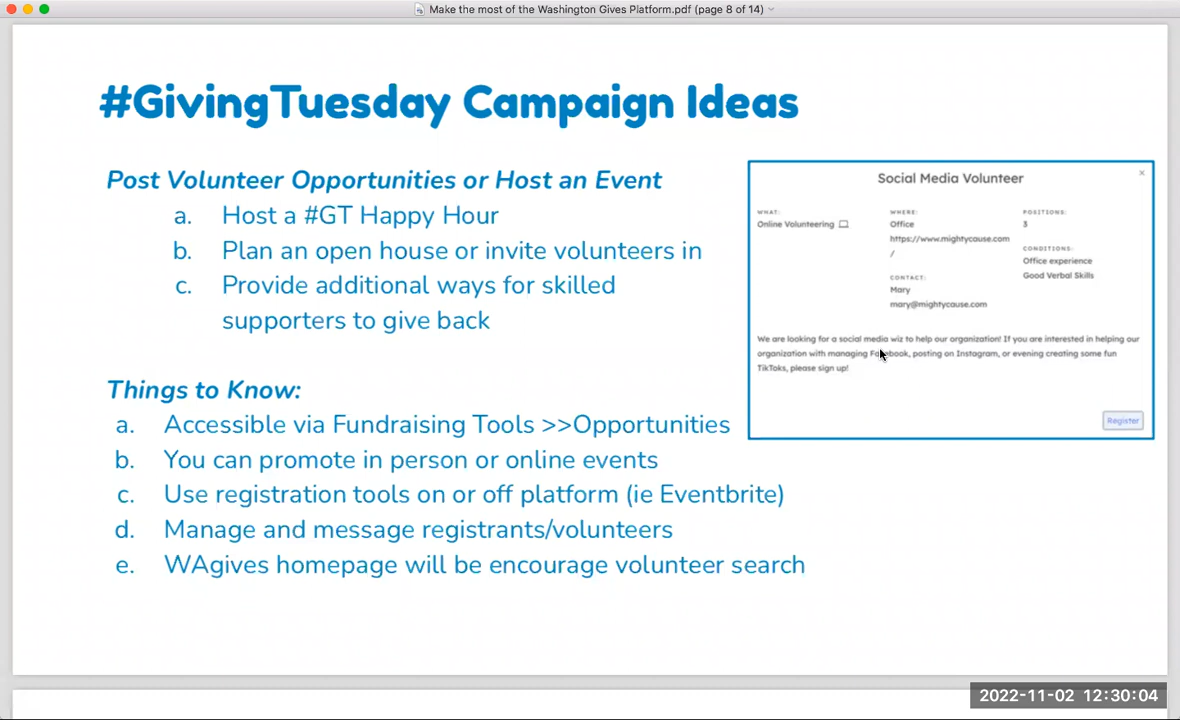 Make the most of the Washington Gives Platform.pdf (page 8 of 14)
#GivingTuesday Campaign Ideas
Post Volunteer Opportunities or Host an Event
a. Host a #GT Happy Hour
b. Plan an open house or invite volunteers in
c. Provide additional ways for skilled
supporters to give back
Things to Know:
a. Accessible via Fundraising Tools >>Opportunities
b. You can promote in person or online events
c. Use registration tools on or off platform (ie Eventbrite)
d. Manage and message registrants/volunteers
e. WAgives homepage will be encourage volunteer search
Social Media Volunteer
WHAT:
Online Volunteering
WHERE:
Office
https://www.mightycause.com
/
CONTACT:
Mary
mary@mightycause.com
POSITIONS:
3
CONDITIONS:
Office experience
Good Verbal Skills
We are looking for a social media wiz to help our organization! If you are interested in helping our
organization with managing Facebook, posting on Instagram, or evening creating some fun
TikToks, please sign up!
Register
2022-11-02 12:30:04